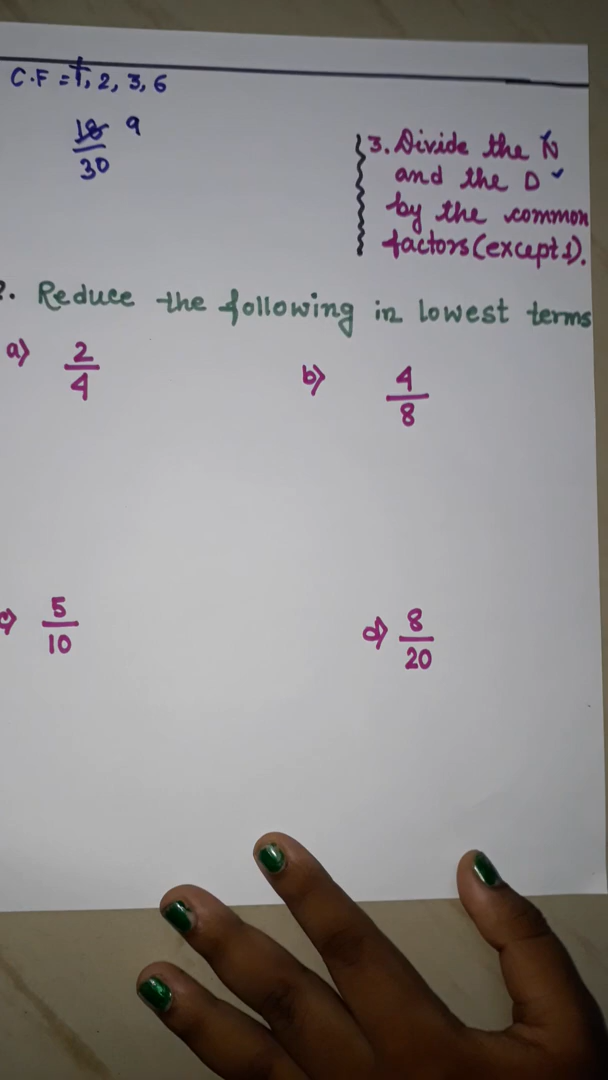 C.F = 1, 2, 3, 6
18 9
30
3. Divide the N
and the D
by the common
factors (except 1).
2. Reduce the following in lowest terms
a) 2/4
b) 4/8
c) 5/10
d) 8/20